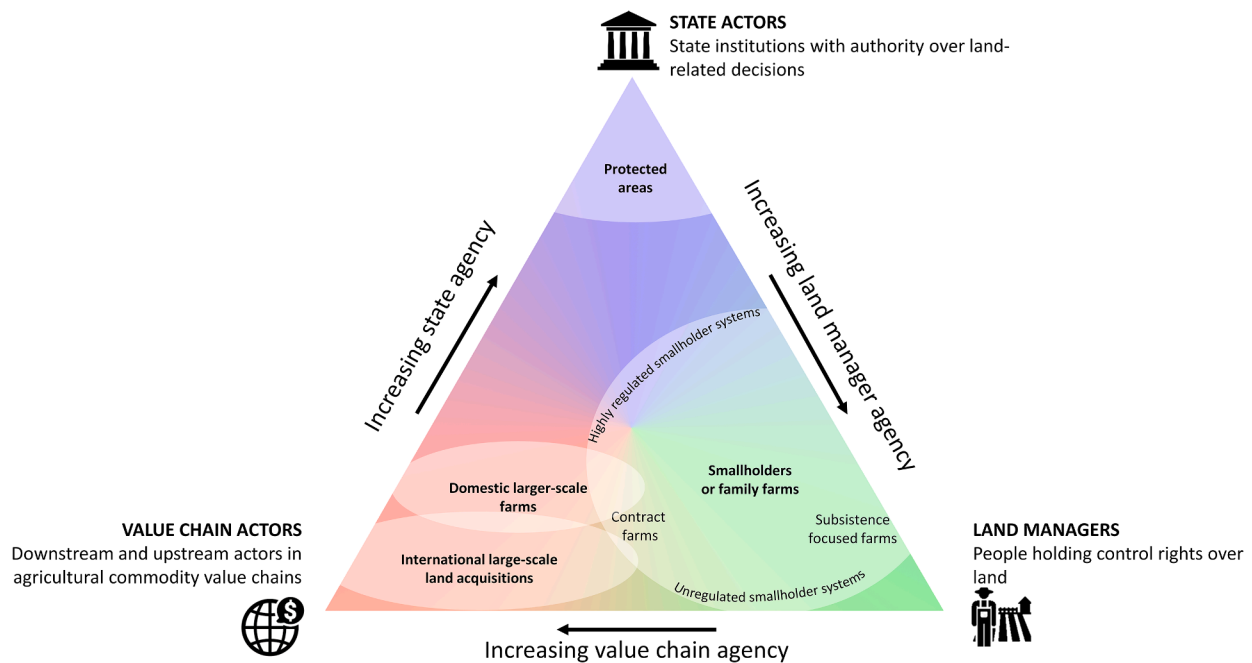 STATE ACTORS
State institutions with authority over land-
related decisions
Protected
areas
Increasing state agency
Increasing land manager agency
Highly regulated smallholder systems
Smallholders
or family farms
Domestic larger-scale
farms
Contract
farms
Subsistence
focused farms
International large-scale
land acquisitions
Unregulated smallholder systems
VALUE CHAIN ACTORS
Downstream and upstream actors in
agricultural commodity value chains
$
LAND MANAGERS
People holding control rights over
land
Increasing value chain agency